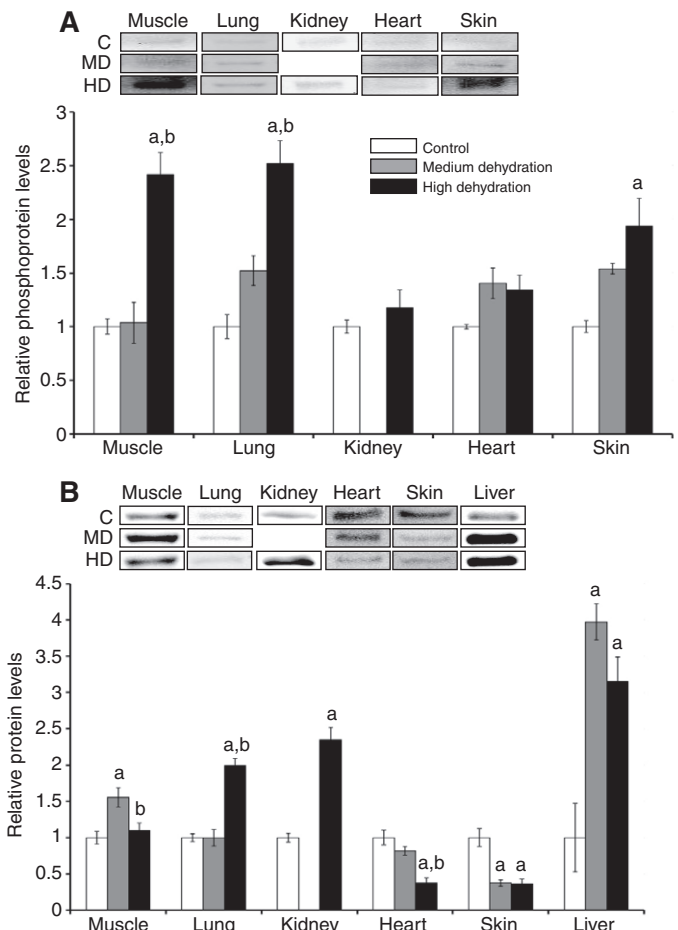 A
Muscle Lung Kidney Heart Skin
C
MD
HD
3
2.5
2
1.5
1
0.5
0
Relative phosphoprotein levels
a,b
a,b
a
Control
Medium dehydration
High dehydration
Muscle Lung Kidney Heart Skin
B
Muscle Lung Kidney Heart Skin Liver
C
MD
HD
4.5
4
3.5
3
2.5
2
1.5
1
0.5
0
Relative protein levels
a
b
a,b
a
a,b
a a
a
a
Muscle Lung Kidney Heart Skin Liver